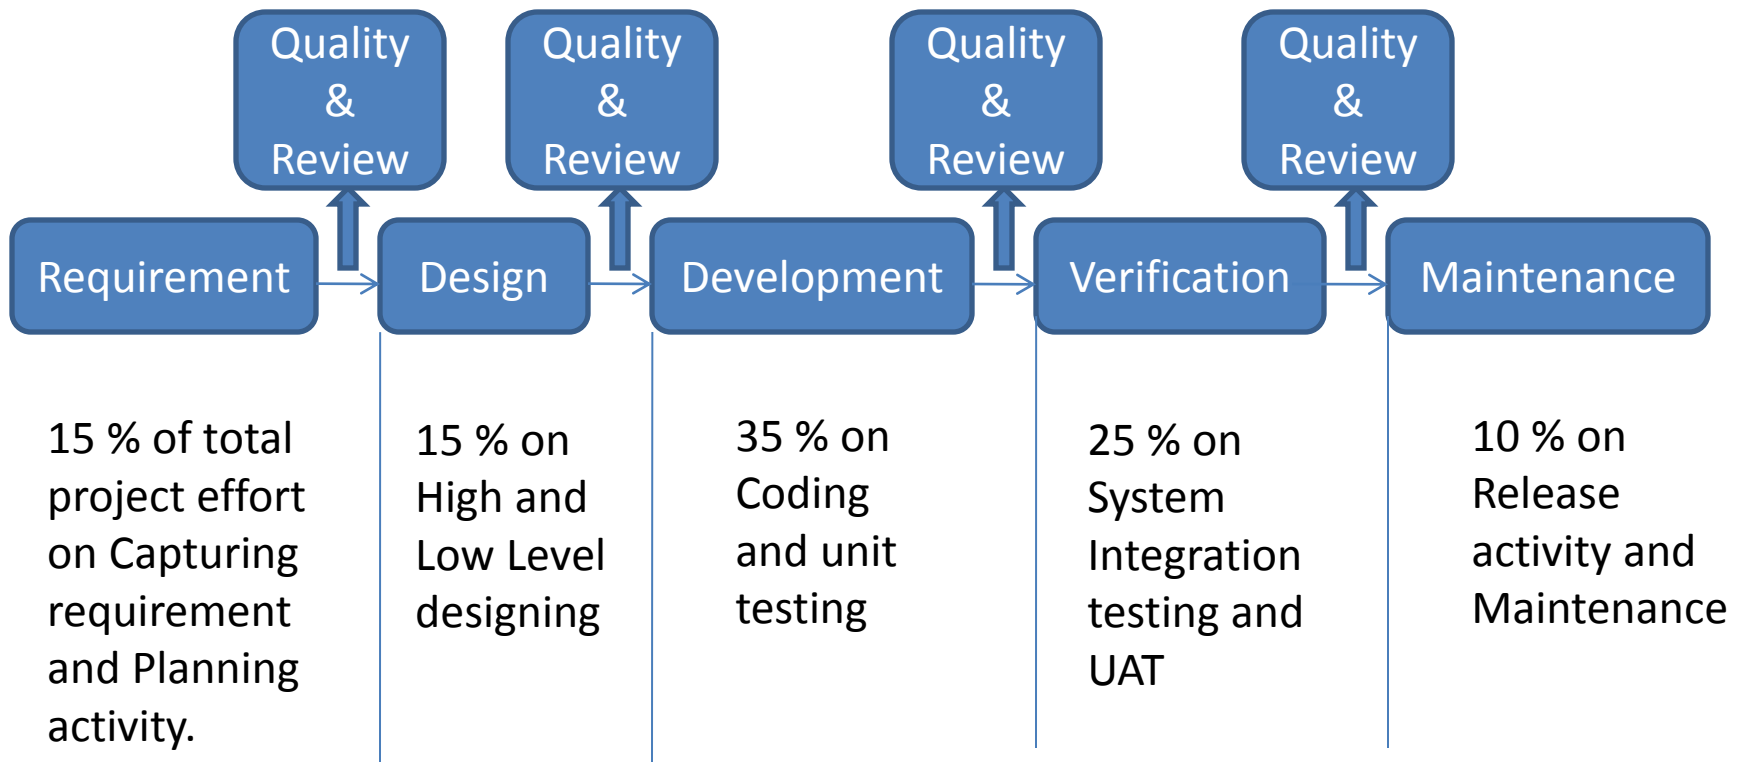 Quality
&
Review
Quality
&
Review
Quality
&
Review
Quality
&
Review
Requirement
Design
Development
Verification
Maintenance
15 % of total
project effort
on Capturing
requirement
and Planning
activity.
15 % on
High and
Low Level
designing
35 % on
Coding
and unit
testing
25 % on
System
Integration
testing and
UAT
10 % on
Release
activity and
Maintenance